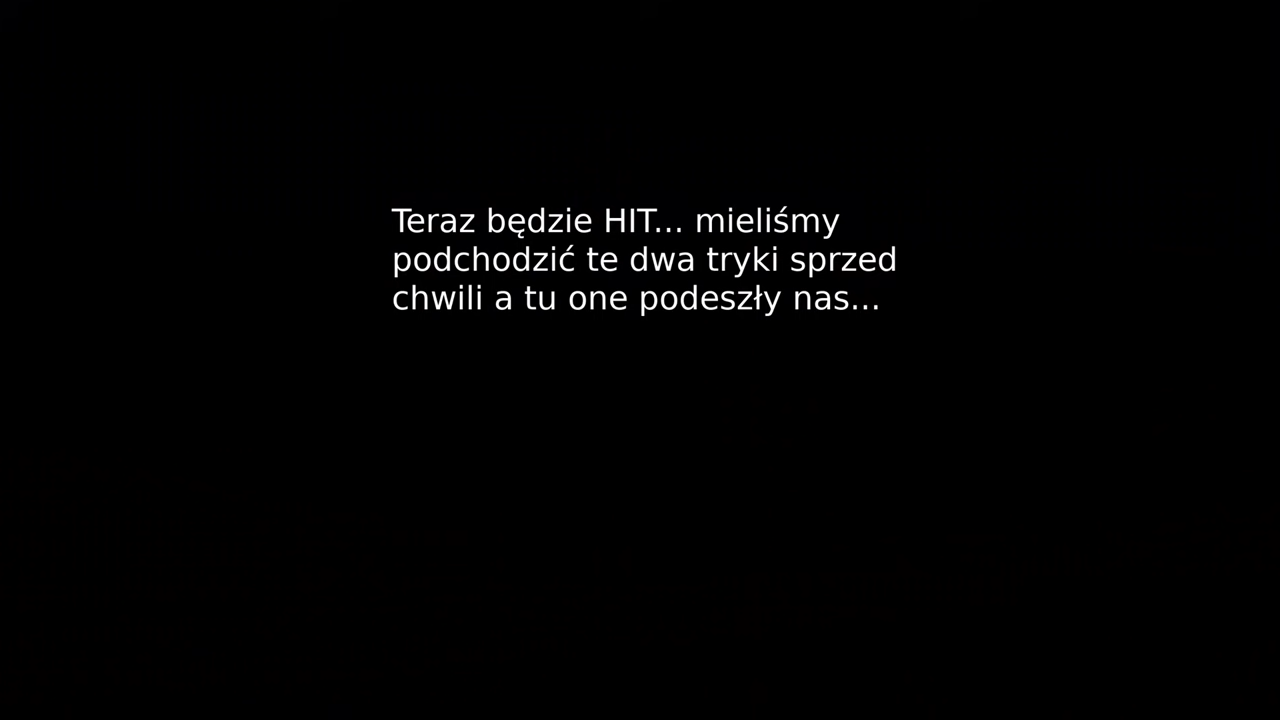 Teraz będzie HIT... mieliśmy
podchodzić te dwa tryki sprzed
chwili a tu one podeszły nas...